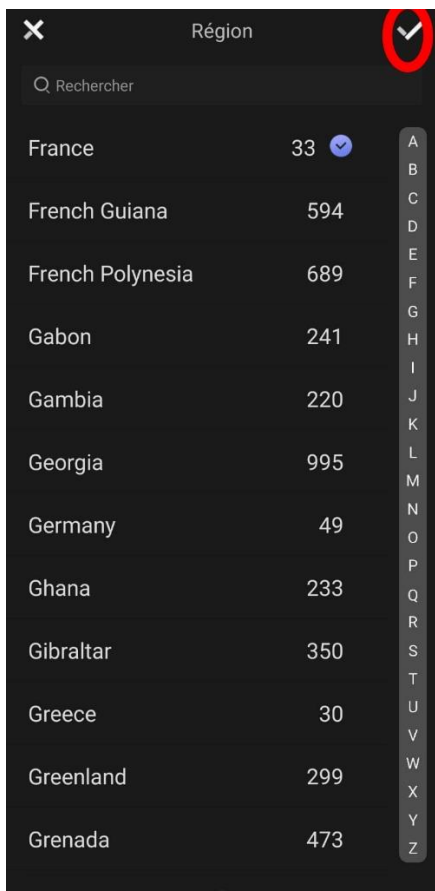 Région
Rechercher
France 33
French Guiana 594
French Polynesia 689
Gabon 241
Gambia 220
Georgia 995
Germany 49
Ghana 233
Gibraltar 350
Greece 30
Greenland 299
Grenada 473
A
B
C
D
E
F
G
H
I
J
K
L
M
N
O
P
Q
R
S
T
U
V
W
X
Y
Z